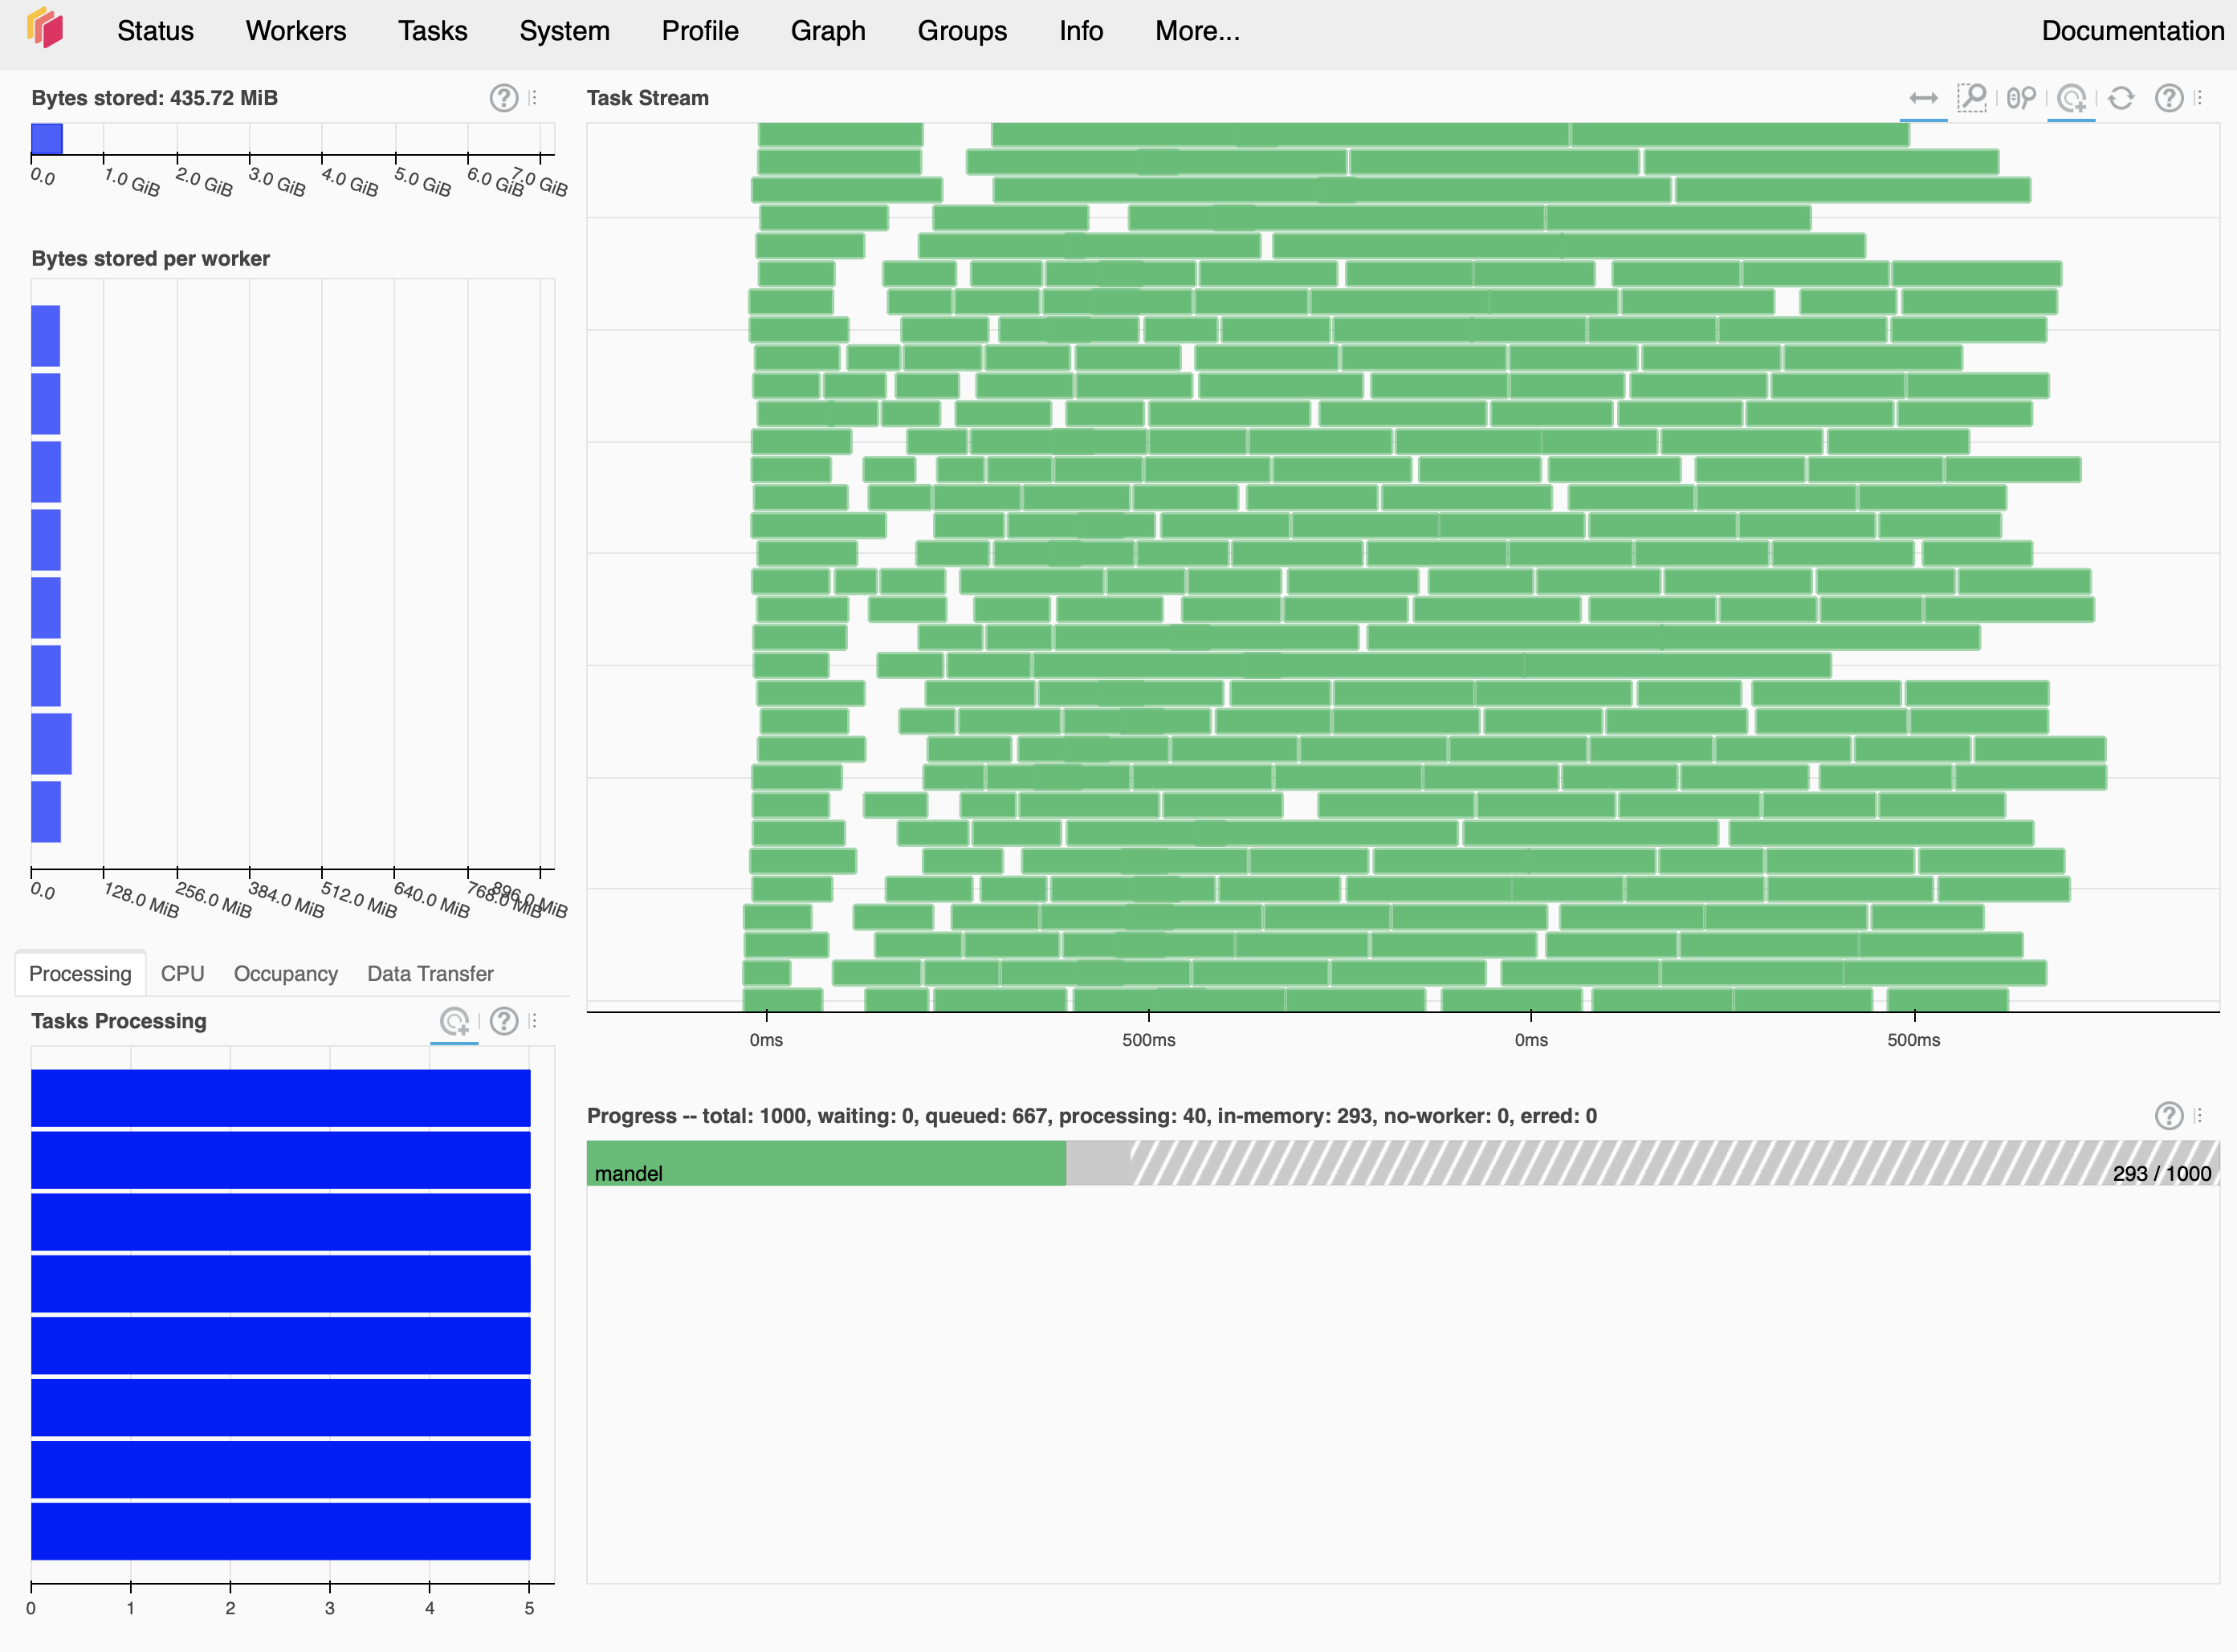 Status Workers Tasks System Profile Graph Groups Info More... Documentation
Bytes stored: 435.72 MiB
0.0 1.0 GiB 2.0 GiB 3.0 GiB 4.0 GiB 5.0 GiB 6.0 GiB 7.0 GiB
Bytes stored per worker
0.0 128.0 MiB 256.0 MiB 384.0 MiB 512.0 MiB 640.0 MiB 768.0 MiB 896.0 MiB
Processing CPU Occupancy Data Transfer
Tasks Processing
0 1 2 3 4 5
Task Stream
0ms 500ms 0ms 500ms
Progress -- total: 1000, waiting: 0, queued: 667, processing: 40, in-memory: 293, no-worker: 0, erred: 0
mandel 293 / 1000